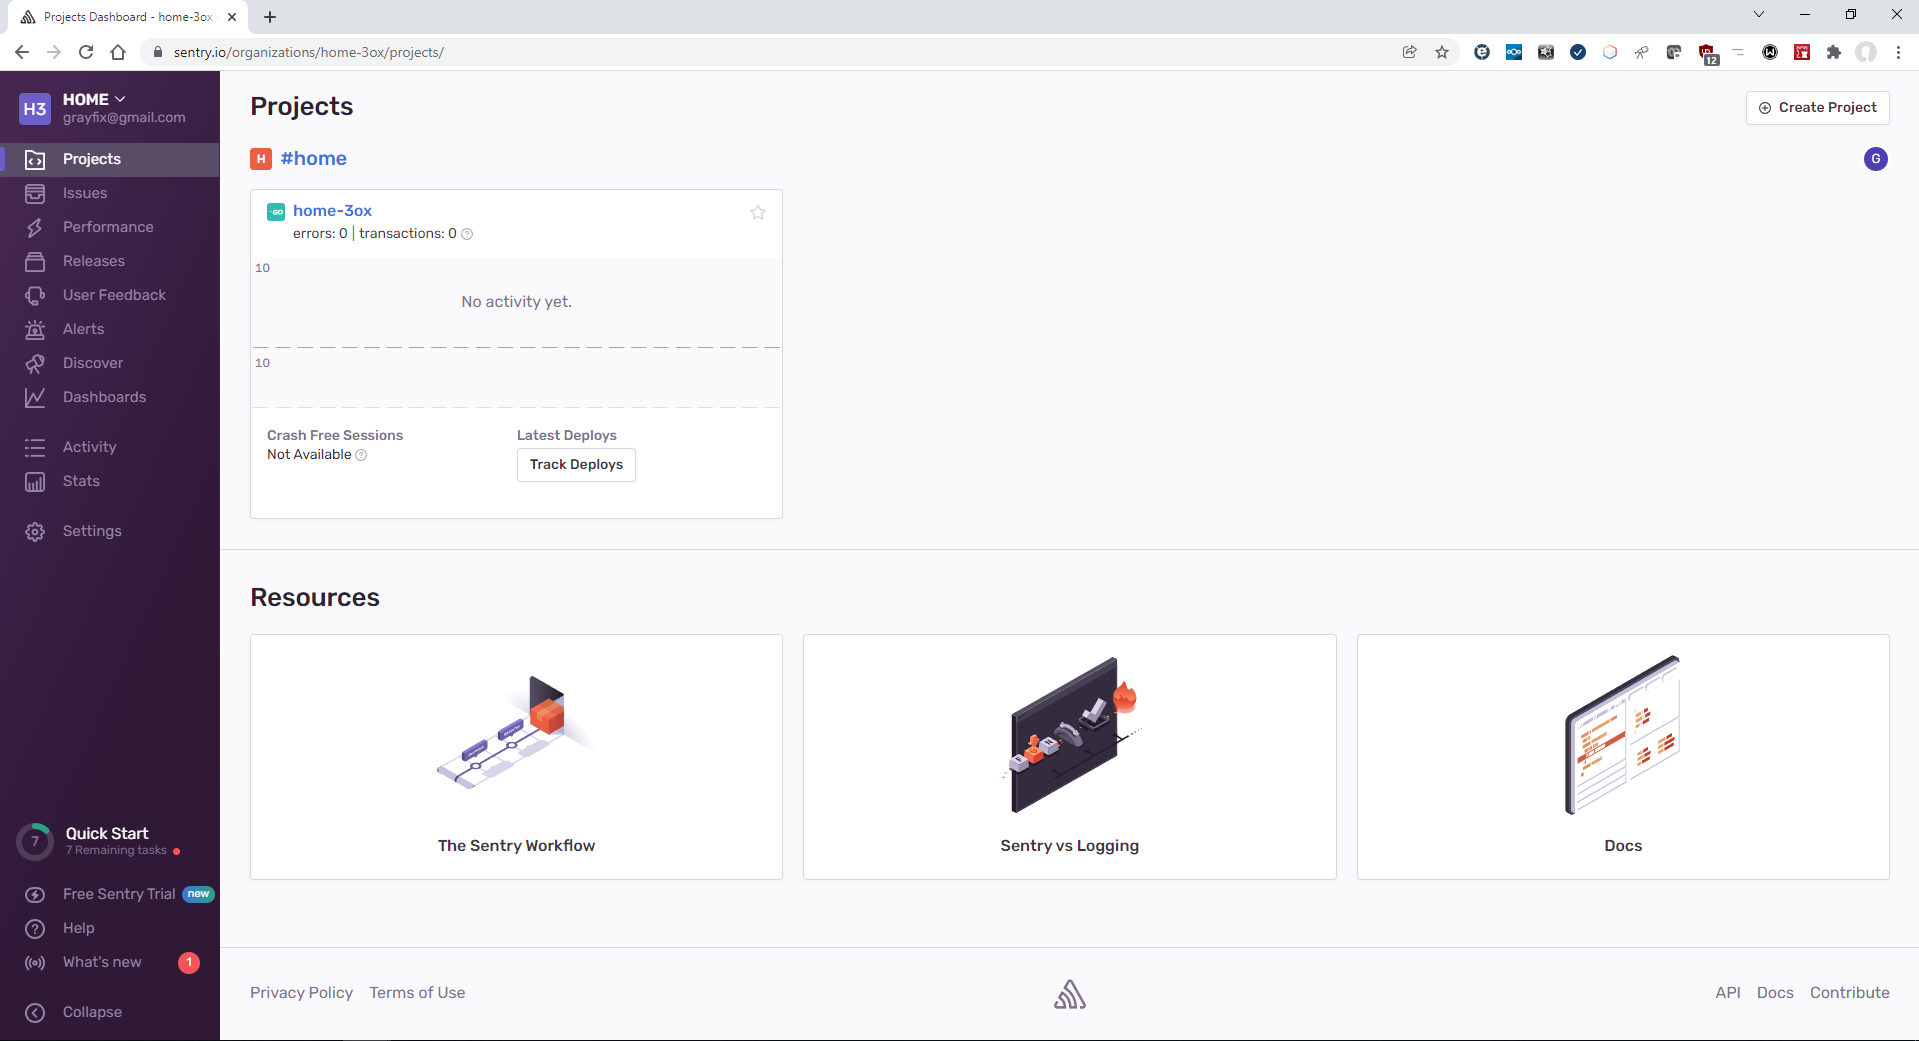 Projects Dashboard - home-3ox
sentry.io/organizations/home-3ox/projects/
12
H3
HOME
grayfix@gmail.com
Projects
Issues
Performance
Releases
User Feedback
Alerts
Discover
Dashboards
Activity
Stats
Settings
7
Quick Start
7 Remaining tasks
Free Sentry Trial new
Help
What's new 1
Collapse
Projects
Create Project
H #home
G
GO home-3ox
errors: 0 | transactions: 0
10
No activity yet.
10
Crash Free Sessions
Not Available
Latest Deploys
Track Deploys
Resources
The Sentry Workflow
Sentry vs Logging
Docs
Privacy Policy Terms of Use
API Docs Contribute